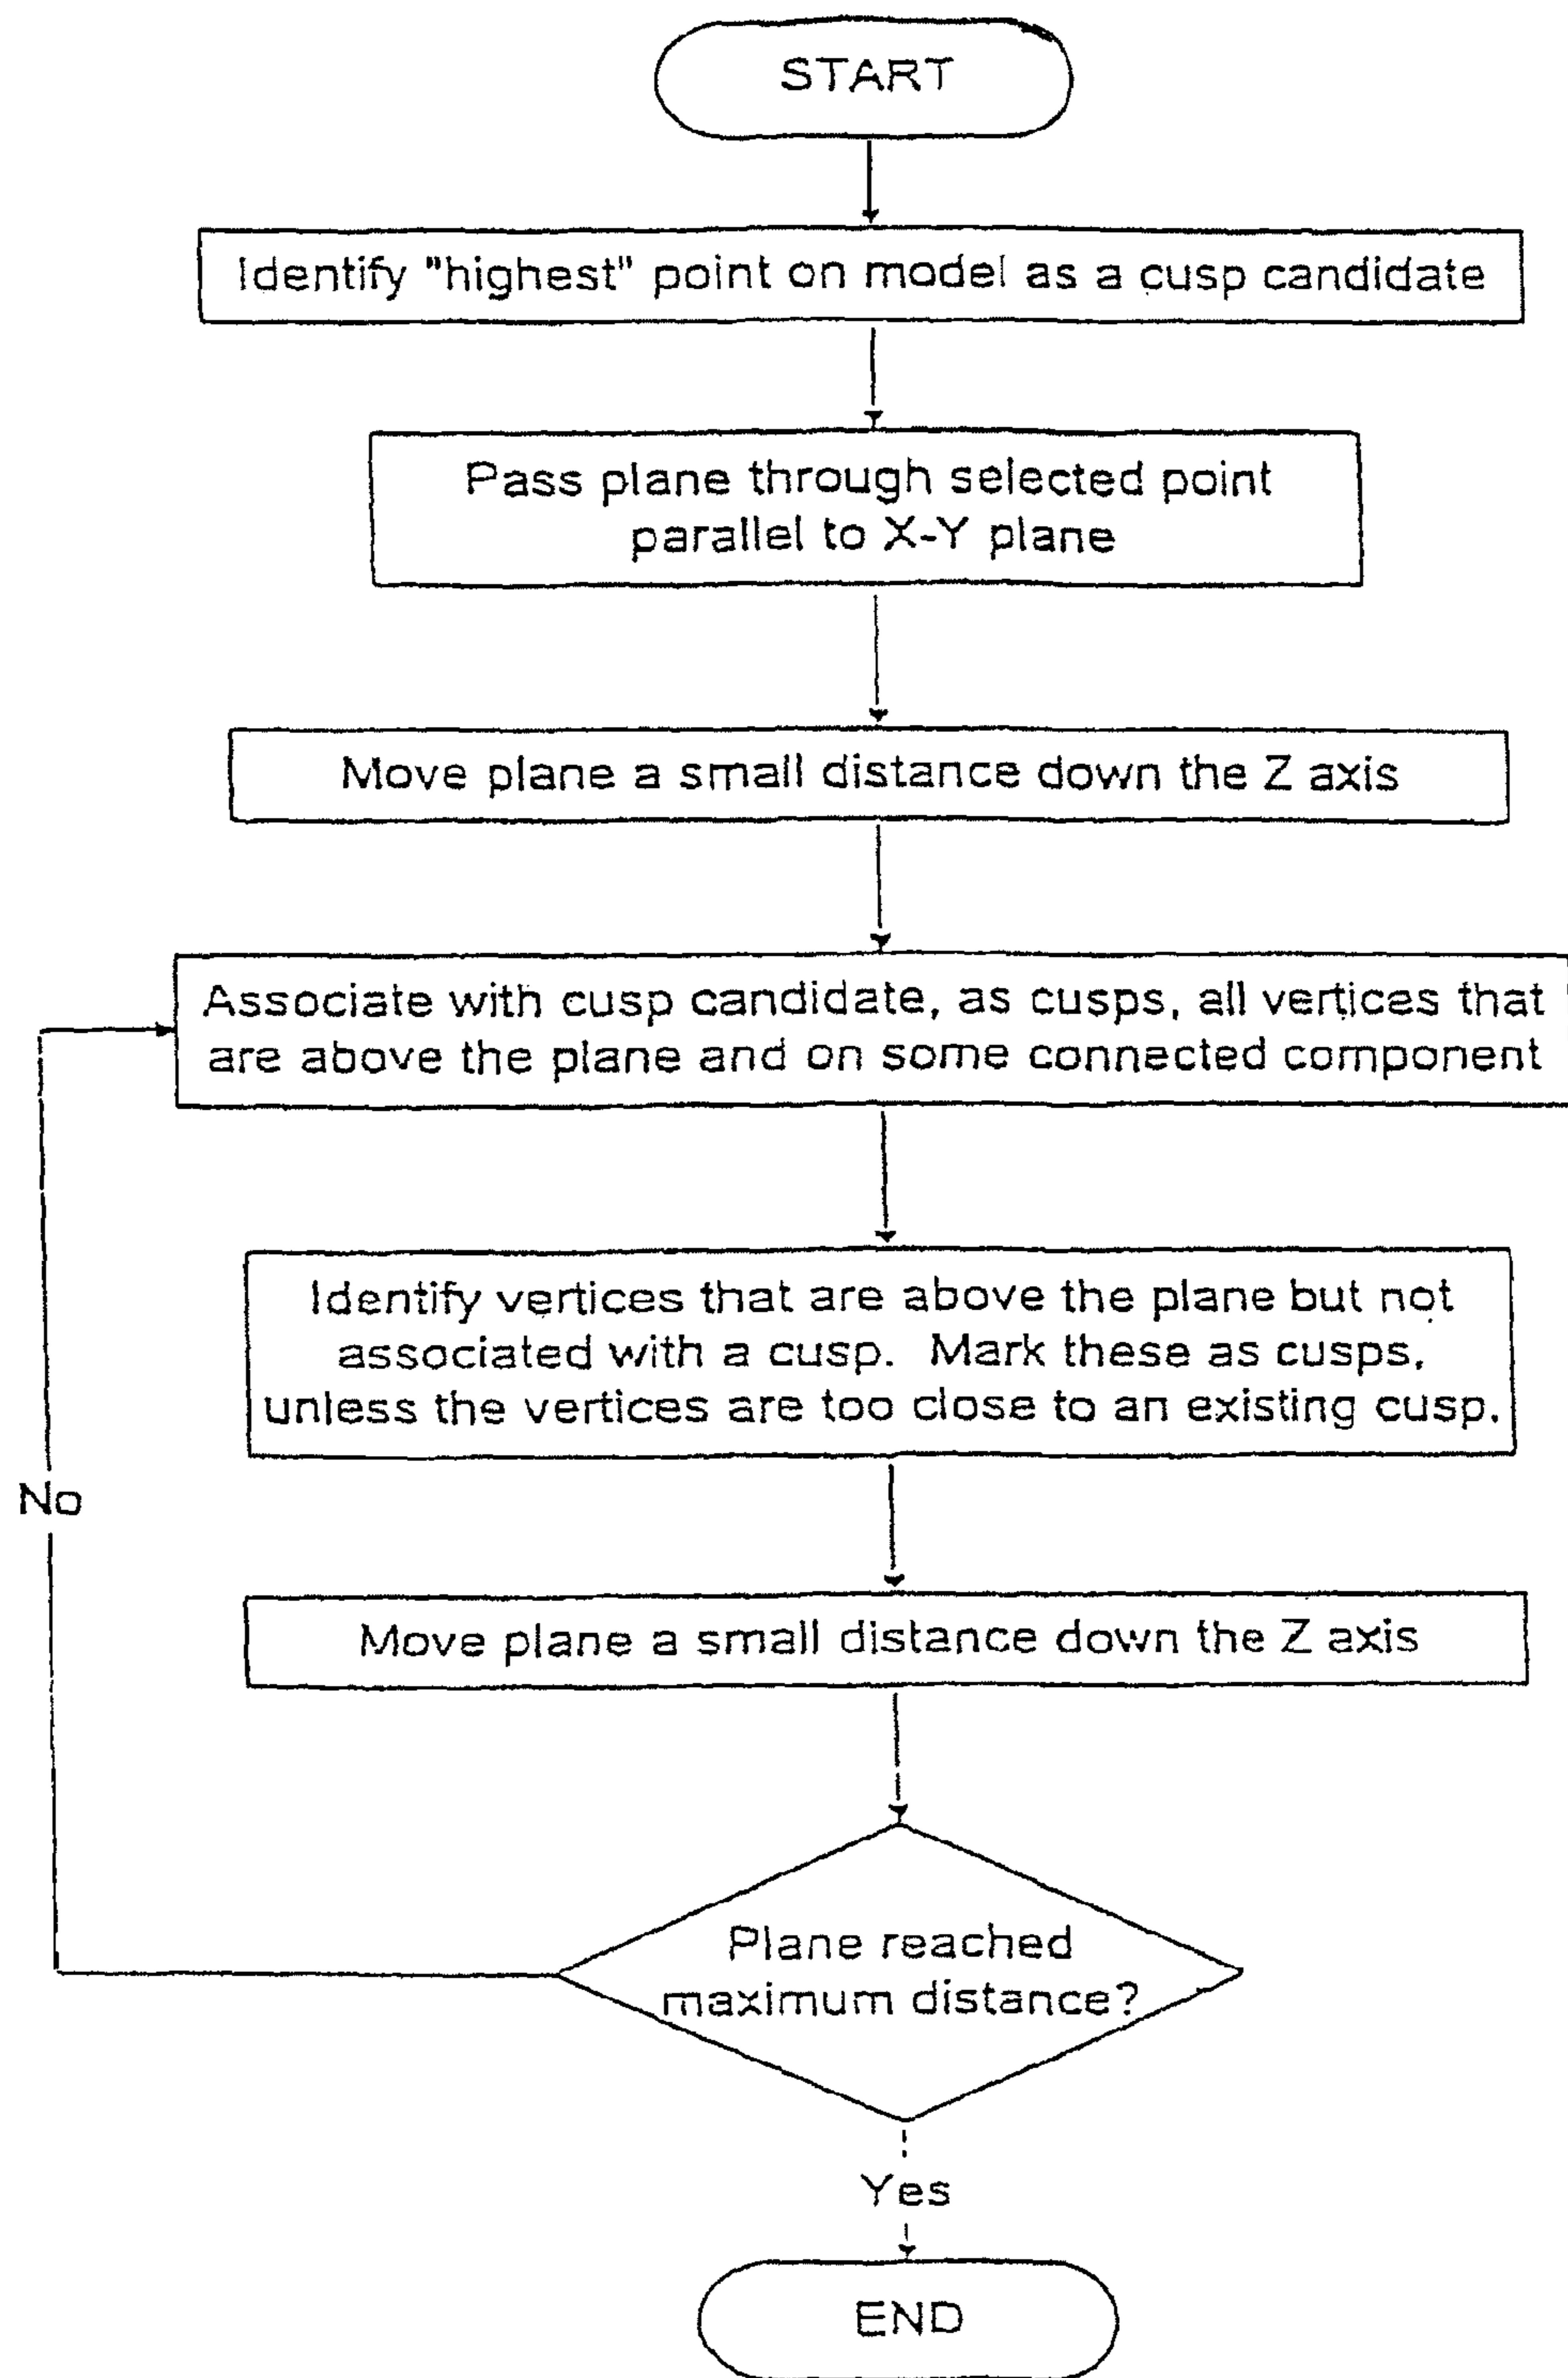 START
Identify "highest" point on model as a cusp candidate
Pass plane through selected point
parallel to X-Y plane
Move plane a small distance down the Z axis
Associate with cusp candidate, as cusps, all vertices that
are above the plane and on some connected component
Identify vertices that are above the plane but not
associated with a cusp. Mark these as cusps,
unless the vertices are too close to an existing cusp.
No
Move plane a small distance down the Z axis
Plane reached
maximum distance?
Yes
END